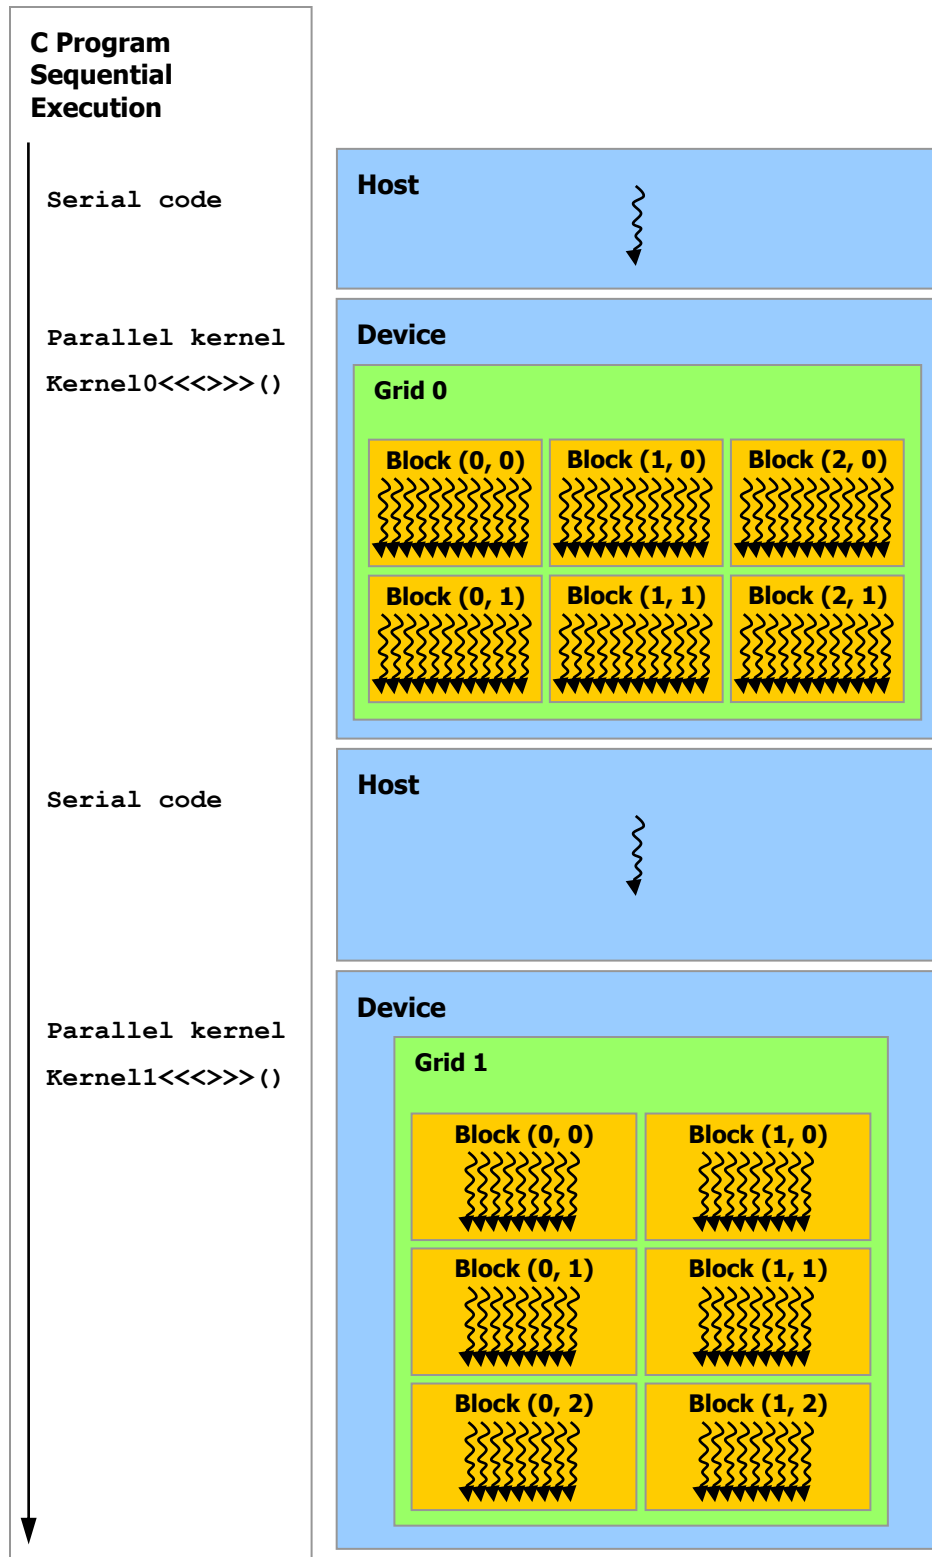 C Program
Sequential
Execution
Serial code
Host
Parallel kernel
Kernel0<<<>>>()
Device
Grid 0
Block (0, 0)
Block (1, 0)
Block (2, 0)
Block (0, 1)
Block (1, 1)
Block (2, 1)
Serial code
Host
Parallel kernel
Kernel1<<<>>>()
Device
Grid 1
Block (0, 0)
Block (1, 0)
Block (0, 1)
Block (1, 1)
Block (0, 2)
Block (1, 2)